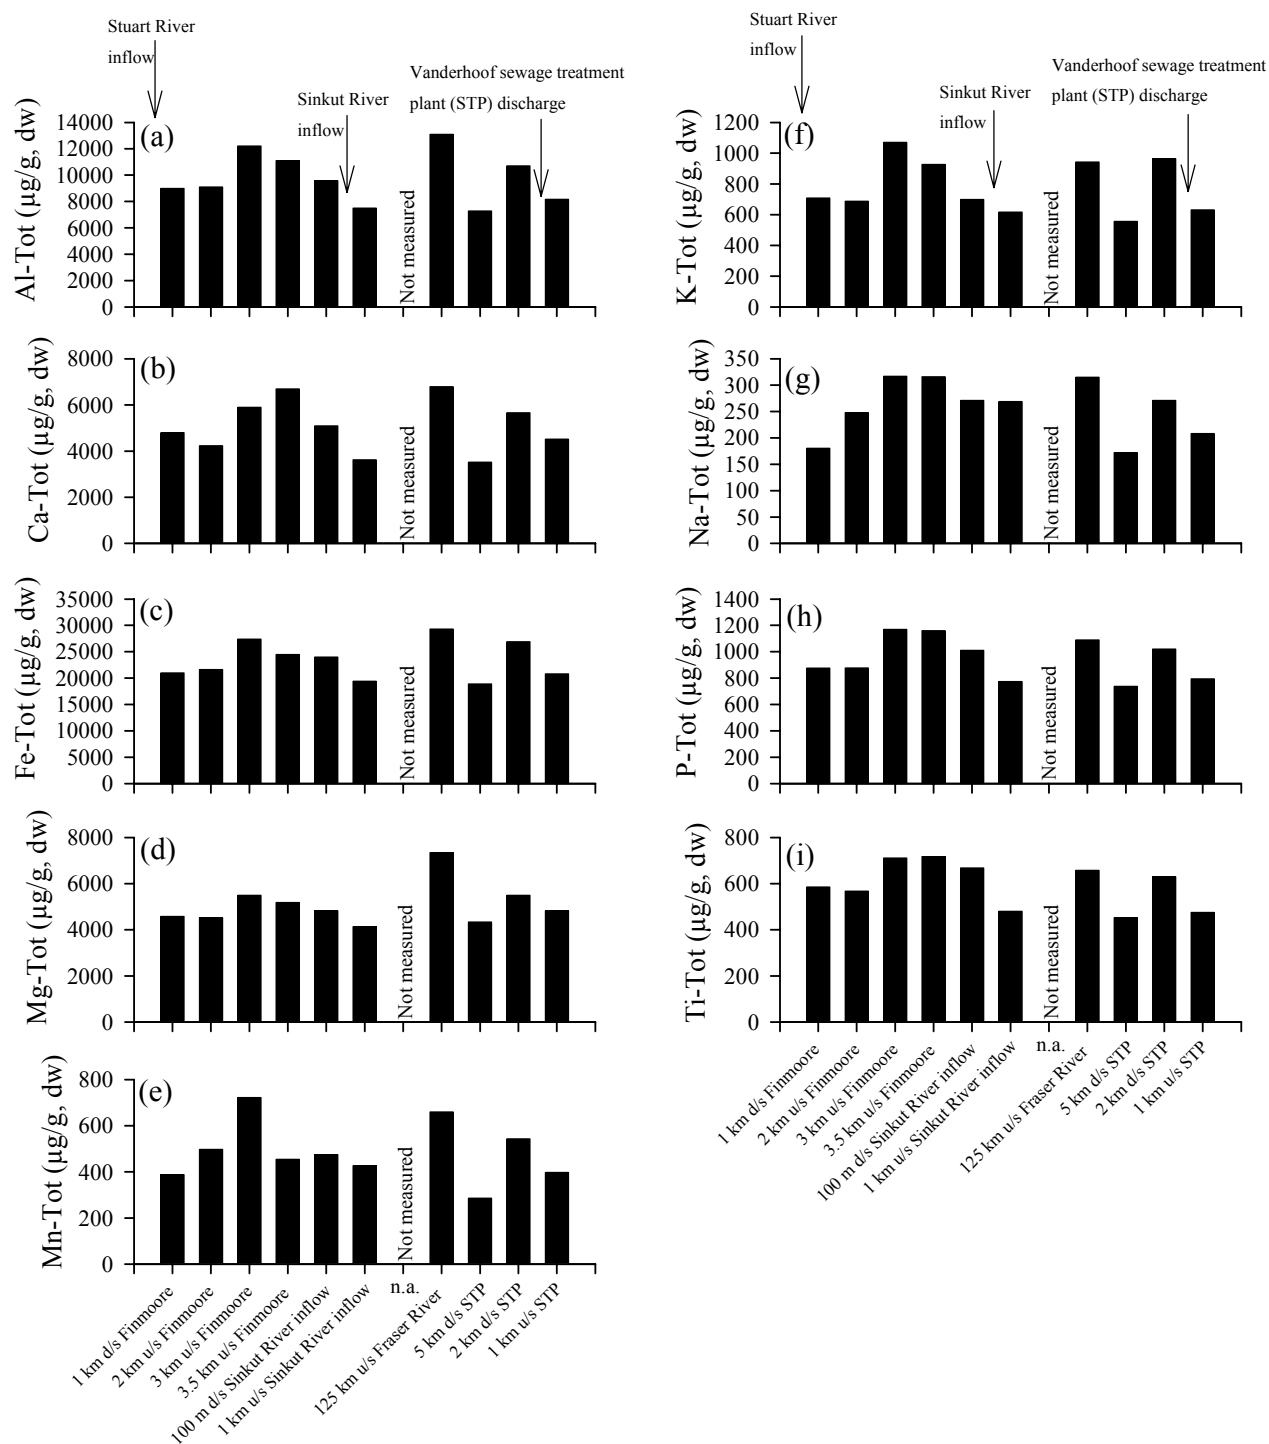 Stuart River
inflow
Sinkut River
inflow
Vanderhoof sewage treatment
plant (STP) discharge
Al-Tot (µg/g, dw)
14000
12000
10000
8000
6000
4000
2000
0
(a)
Not measured
Ca-Tot (µg/g, dw)
8000
6000
4000
2000
0
(b)
Not measured
Fe-Tot (µg/g, dw)
35000
30000
25000
20000
15000
10000
5000
0
(c)
Not measured
Mg-Tot (µg/g, dw)
8000
6000
4000
2000
0
(d)
Not measured
Mn-Tot (µg/g, dw)
800
600
400
200
0
(e)
Not measured
1 km d/s Finmoore
2 km u/s Finmoore
3 km u/s Finmoore
3.5 km u/s Finmoore
100 m d/s Sinkut River inflow
1 km u/s Sinkut River inflow
n.a.
125 km u/s Fraser River
5 km d/s STP
2 km d/s STP
1 km u/s STP
Stuart River
inflow
Sinkut River
inflow
Vanderhoof sewage treatment
plant (STP) discharge
K-Tot (µg/g, dw)
1200
1000
800
600
400
200
0
(f)
Not measured
Na-Tot (µg/g, dw)
350
300
250
200
150
100
50
0
(g)
Not measured
P-Tot (µg/g, dw)
1400
1200
1000
800
600
400
200
0
(h)
Not measured
Ti-Tot (µg/g, dw)
800
600
400
200
0
(i)
Not measured
1 km d/s Finmoore
2 km u/s Finmoore
3 km u/s Finmoore
3.5 km u/s Finmoore
100 m d/s Sinkut River inflow
1 km u/s Sinkut River inflow
n.a.
125 km u/s Fraser River
5 km d/s STP
2 km d/s STP
1 km u/s STP